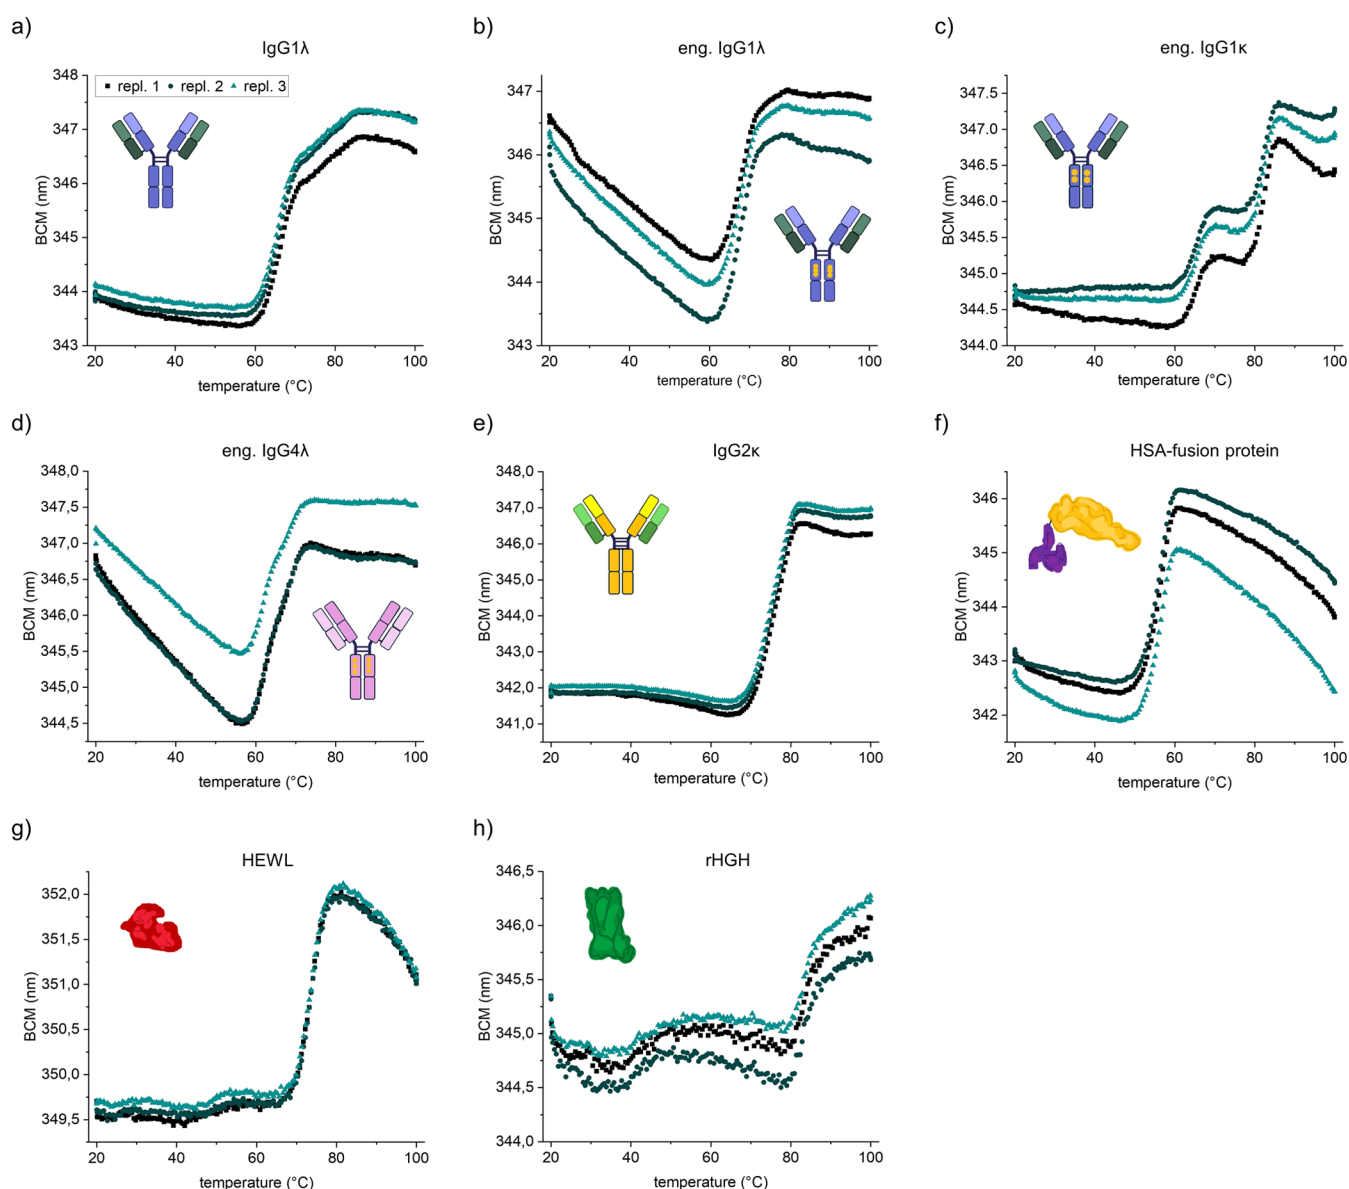 a)
IgG1λ
■ repl. 1 ● repl. 2 ▲ repl. 3
348
347
346
345
344
343
BCM (nm)
20 40 60 80 100
temperature (°C)
b)
eng. IgG1λ
347
346
345
344
343
BCM (nm)
20 40 60 80 100
temperature (°C)
c)
eng. IgG1κ
347.5
347.0
346.5
346.0
345.5
345.0
344.5
344.0
BCM (nm)
20 40 60 80 100
temperature (°C)
d)
eng. IgG4λ
348,0
347,5
347,0
346,5
346,0
345,5
345,0
344,5
BCM (nm)
20 40 60 80 100
temperature (°C)
e)
IgG2κ
348,0
347,0
346,0
345,0
344,0
343,0
342,0
341,0
BCM (nm)
20 40 60 80 100
temperature (°C)
f)
HSA-fusion protein
346
345
344
343
342
BCM (nm)
20 40 60 80 100
temperature (°C)
g)
HEWL
352,0
351,5
351,0
350,5
350,0
349,5
BCM (nm)
20 40 60 80 100
temperature (°C)
h)
rHGH
346,5
346,0
345,5
345,0
344,5
344,0
BCM (nm)
20 40 60 80 100
temperature (°C)